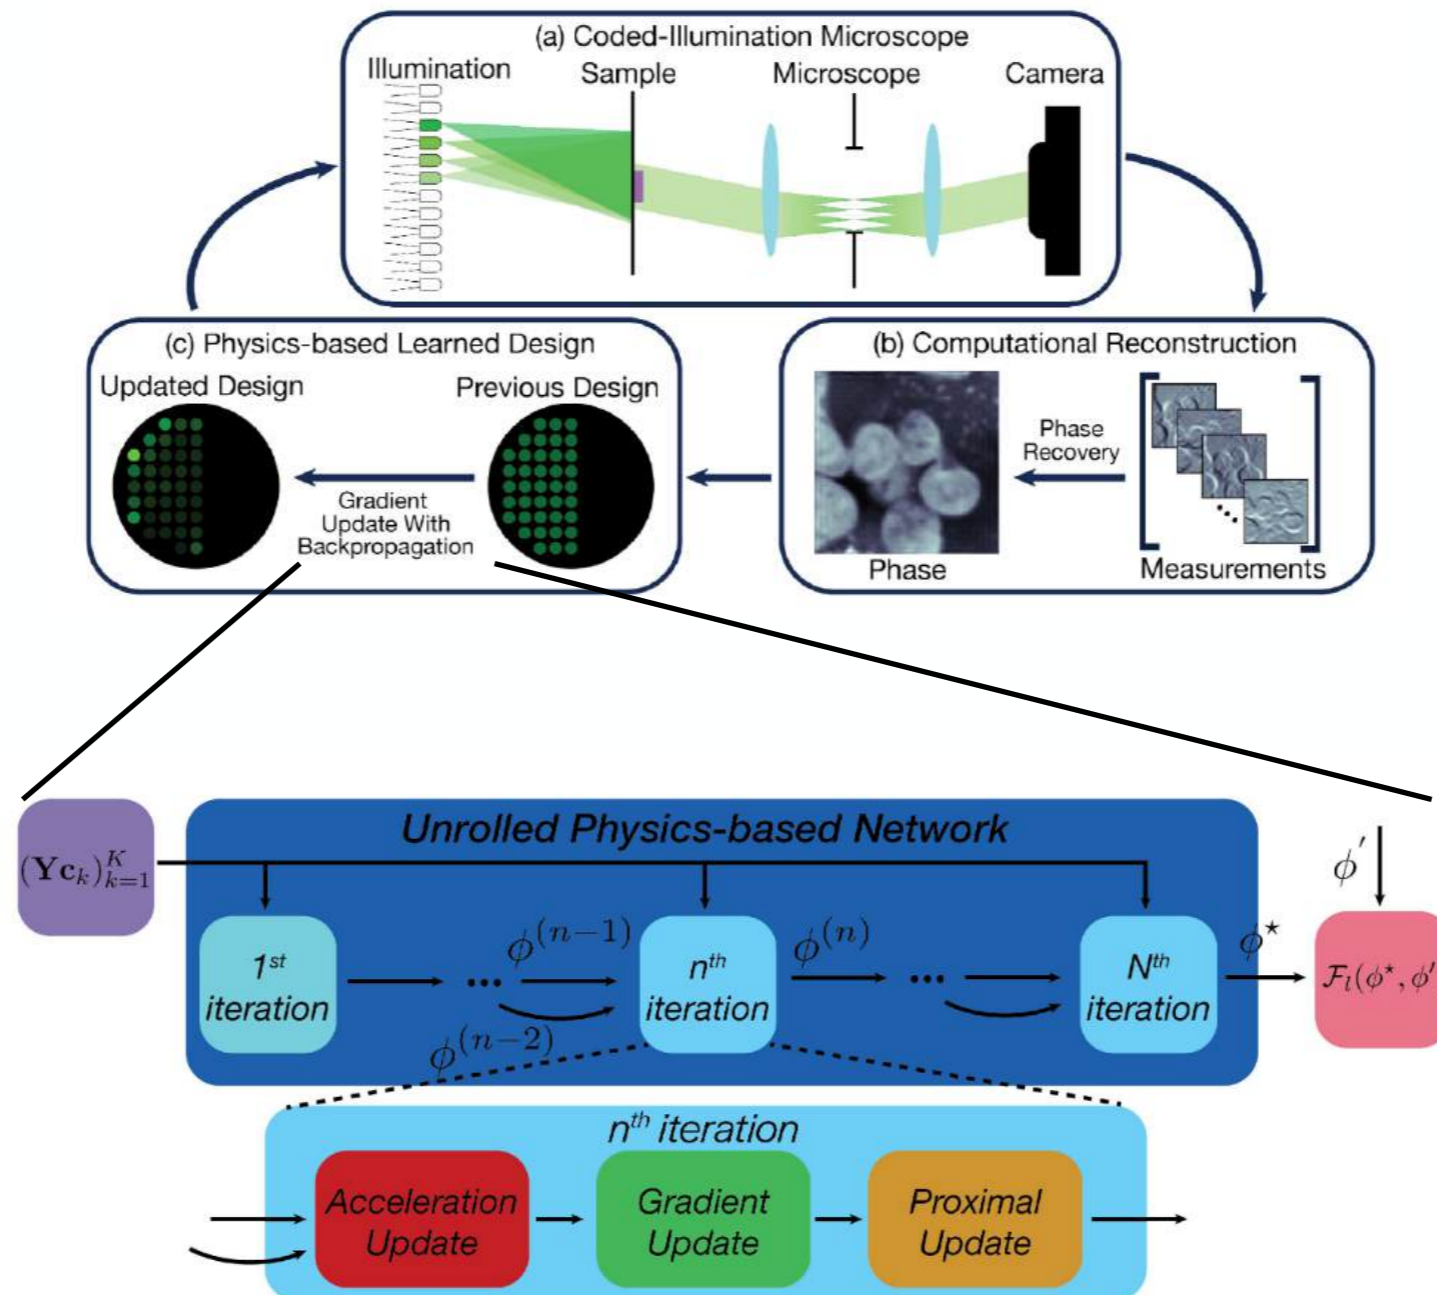 (a) Coded-Illumination Microscope
Illumination
Sample
Microscope
Camera
(c) Physics-based Learned Design
Updated Design
Previous Design
Gradient
Update With
Backpropagation
(b) Computational Reconstruction
Phase
Recovery
Phase
Measurements
Unrolled Physics-based Network
(Yc_k)_{k=1}^K
1st
iteration
...
ϕ^(n−1)
ϕ^(n−2)
nth
iteration
ϕ^(n)
...
Nth
iteration
ϕ*
ϕ′
F_l(ϕ*, ϕ′
nth iteration
Acceleration
Update
Gradient
Update
Proximal
Update